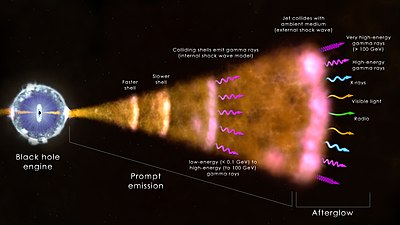 Jet collides with
ambient medium
(external shock wave)
Very high-energy
gamma rays
(> 100 GeV)
Colliding shells emit gamma rays
(internal shock wave model)
High-energy
gamma rays
X-rays
Slower
shell
Faster
shell
Visible light
Radio
Black hole
engine
low-energy (< 0.1 GeV) to
high-energy (to 100 GeV)
gamma rays
Prompt
emission
Afterglow